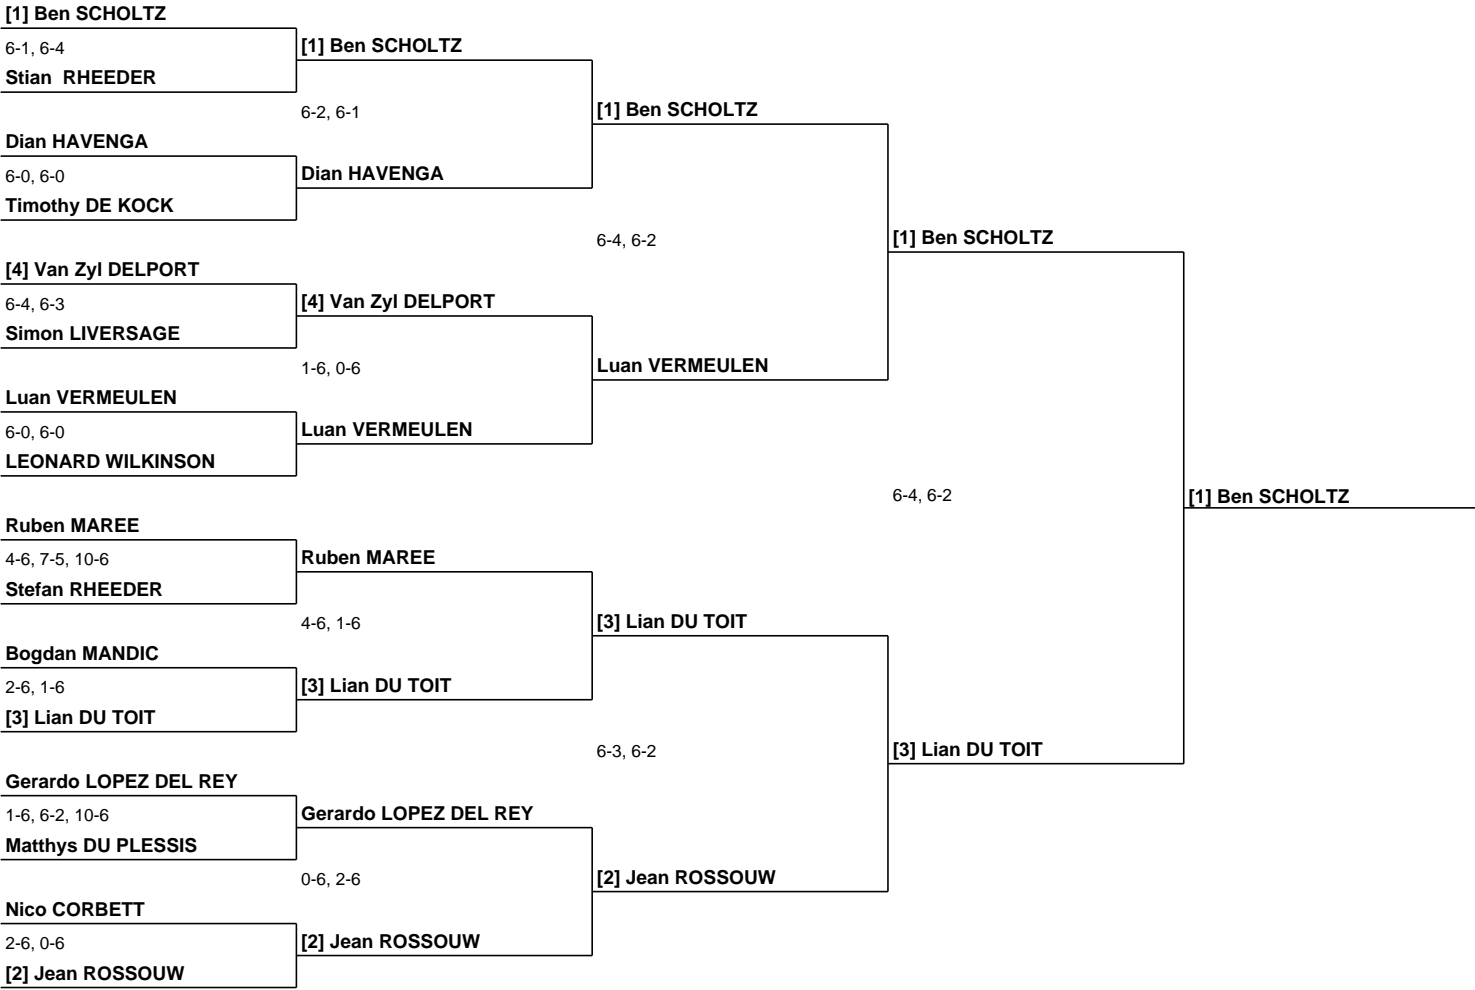 [1] Ben SCHOLTZ
6-1, 6-4
Stian  RHEEDER
Dian HAVENGA
6-0, 6-0
Timothy DE KOCK
[4] Van Zyl DELPORT
6-4, 6-3
Simon LIVERSAGE
Luan VERMEULEN
6-0, 6-0
LEONARD WILKINSON
Ruben MAREE
4-6, 7-5, 10-6
Stefan RHEEDER
Bogdan MANDIC
2-6, 1-6
[3] Lian DU TOIT
Gerardo LOPEZ DEL REY
1-6, 6-2, 10-6
Matthys DU PLESSIS
Nico CORBETT
2-6, 0-6
[2] Jean ROSSOUW
[1] Ben SCHOLTZ
6-2, 6-1
Dian HAVENGA
[4] Van Zyl DELPORT
1-6, 0-6
Luan VERMEULEN
Ruben MAREE
4-6, 1-6
[3] Lian DU TOIT
Gerardo LOPEZ DEL REY
0-6, 2-6
[2] Jean ROSSOUW
[1] Ben SCHOLTZ
6-4, 6-2
Luan VERMEULEN
[3] Lian DU TOIT
6-3, 6-2
[2] Jean ROSSOUW
[1] Ben SCHOLTZ
6-4, 6-2
[3] Lian DU TOIT
[1] Ben SCHOLTZ